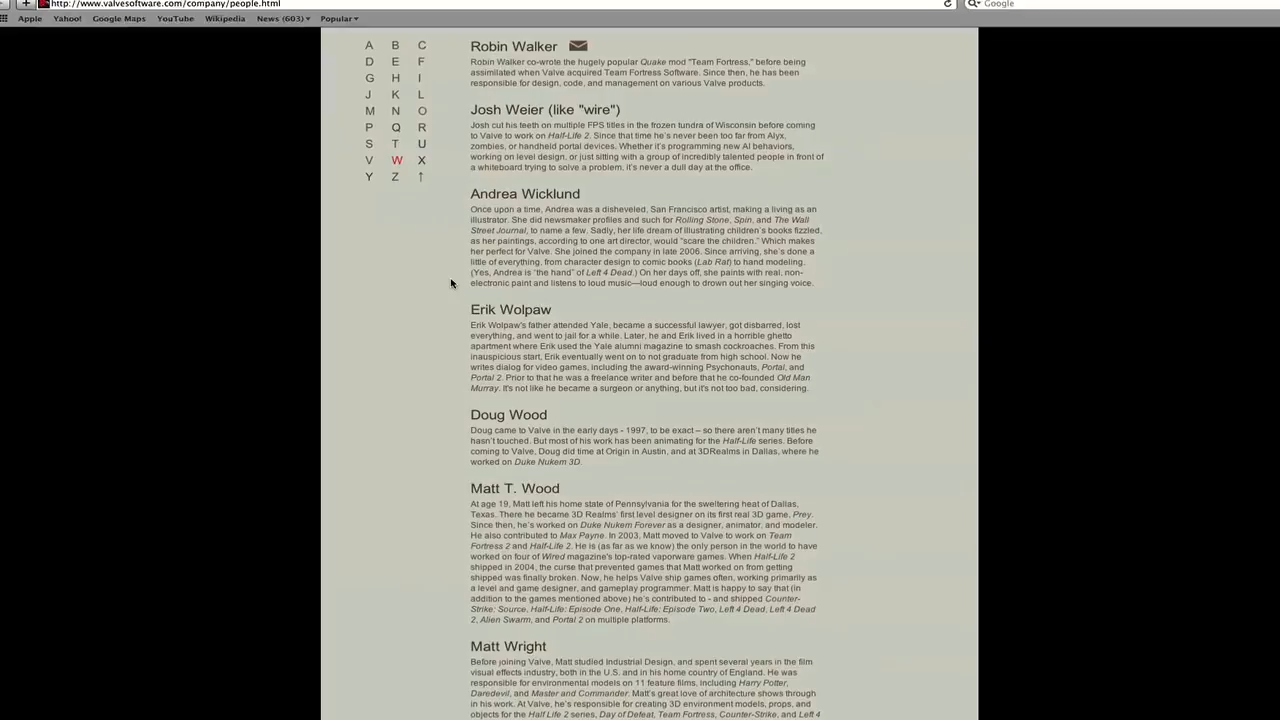 http://www.valvesoftware.com/company/people.html
Google
Apple Yahoo! Google Maps YouTube Wikipedia News (603) ▾ Popular ▾
A B C
D E F
G H I
J K L
M N O
P Q R
S T U
V W X
Y Z ↑
Robin Walker
Robin Walker co-wrote the hugely popular Quake mod "Team Fortress," before being
assimilated when Valve acquired Team Fortress Software. Since then, he has been
responsible for design, code, and management on various Valve products.
Josh Weier (like "wire")
Josh cut his teeth on multiple FPS titles in the frozen tundra of Wisconsin before coming
to Valve to work on Half-Life 2. Since that time he's never been too far from Alyx,
zombies, or handheld portal devices. Whether it's programming new AI behaviors,
working on level design, or just sitting with a group of incredibly talented people in front of
a whiteboard trying to solve a problem, it's never a dull day at the office.
Andrea Wicklund
Once upon a time, Andrea was a disheveled, San Francisco artist, making a living as an
illustrator. She did newsmaker profiles and such for Rolling Stone, Spin, and The Wall
Street Journal, to name a few. Sadly, her life dream of illustrating children's books fizzled,
as her paintings, according to one art director, would "scare the children." Which makes
her perfect for Valve. She joined the company in late 2006. Since arriving, she's done a
little of everything, from character design to comic books (Lab Rat) to hand modeling.
(Yes, Andrea is "the hand" of Left 4 Dead.) On her days off, she paints with real, non-
electronic paint and listens to loud music—loud enough to drown out her singing voice.
Erik Wolpaw
Erik Wolpaw's father attended Yale, became a successful lawyer, got disbarred, lost
everything, and went to jail for a while. Later, he and Erik lived in a horrible ghetto
apartment where Erik used the Yale alumni magazine to smash cockroaches. From this
inauspicious start, Erik eventually went on to not graduate from high school. Now he
writes dialog for video games, including the award-winning Psychonauts, Portal, and
Portal 2. Prior to that he was a freelance writer and before that he co-founded Old Man
Murray. It's not like he became a surgeon or anything, but it's not too bad, considering.
Doug Wood
Doug came to Valve in the early days - 1997, to be exact – so there aren't many titles he
hasn't touched. But most of his work has been animating for the Half-Life series. Before
coming to Valve, Doug did time at Origin in Austin, and at 3DRealms in Dallas, where he
worked on Duke Nukem 3D.
Matt T. Wood
At age 19, Matt left his home state of Pennsylvania for the sweltering heat of Dallas,
Texas. There he became 3D Realms' first level designer on its first real 3D game, Prey.
Since then, he's worked on Duke Nukem Forever as a designer, animator, and modeler.
He also contributed to Max Payne. In 2003, Matt moved to Valve to work on Team
Fortress 2 and Half-Life 2. He is (as far as we know) the only person in the world to have
worked on four of Wired magazine's top-rated vaporware games. When Half-Life 2
shipped in 2004, the curse that prevented games that Matt worked on from getting
shipped was finally broken. Now, he helps Valve ship games often, working primarily as
a level and game designer, and gameplay programmer. Matt is happy to say that (in
addition to the games mentioned above) he's contributed to - and shipped Counter-
Strike: Source, Half-Life: Episode One, Half-Life: Episode Two, Left 4 Dead, Left 4 Dead
2, Alien Swarm, and Portal 2 on multiple platforms.
Matt Wright
Before joining Valve, Matt studied Industrial Design, and spent several years in the film
visual effects industry, both in the U.S. and in his home country of England. He was
responsible for environmental models on 11 feature films, including Harry Potter,
Daredevil, and Master and Commander. Matt's great love of architecture shows through
in his work. At Valve, he's responsible for creating 3D environment models, props, and
objects for the Half Life 2 series, Day of Defeat, Team Fortress, Counter-Strike, and Left 4